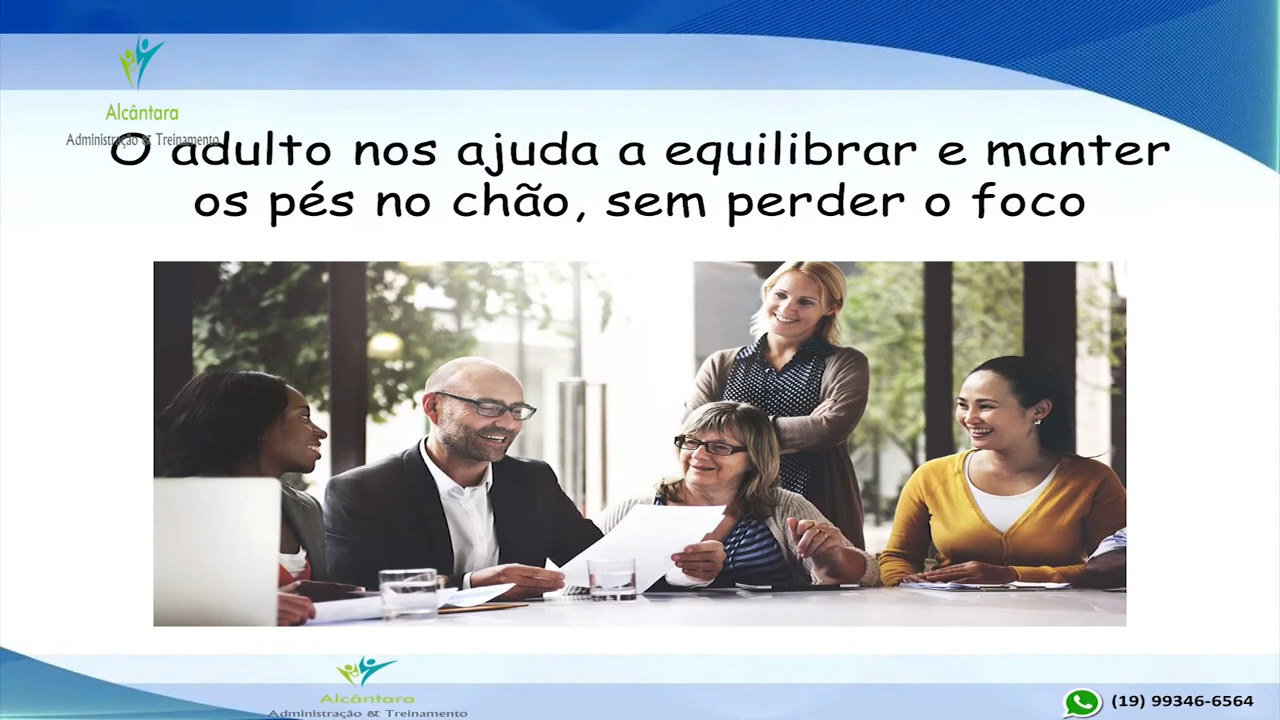 Alcântara
Administração & Treinamento
O adulto nos ajuda a equilibrar e manter
os pés no chão, sem perder o foco
Alcântara
Administração & Treinamento
(19) 99346-6564